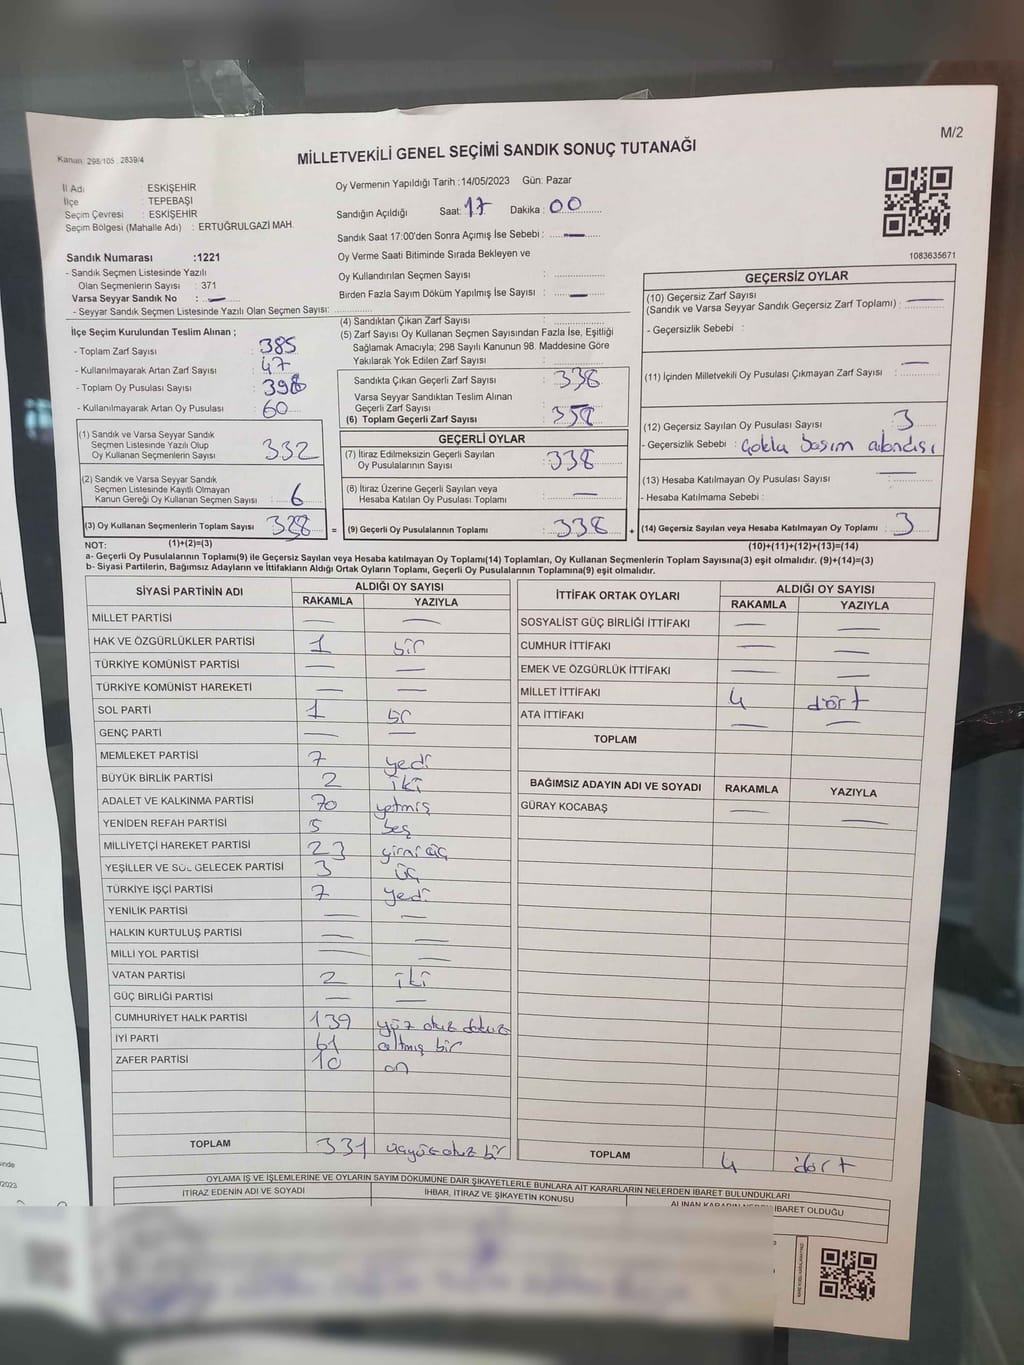 M/2
Kanun: 298/105 , 2839/4
MİLLETVEKİLİ GENEL SEÇİMİ SANDIK SONUÇ TUTANAĞI
İl Adı : ESKİŞEHİR
İlçe : TEPEBAŞI
Seçim Çevresi : ESKİŞEHİR
Seçim Bölgesi (Mahalle Adı) : ERTUĞRULGAZİ MAH.
Oy Vermenin Yapıldığı Tarih :14/05/2023 Gün: Pazar
Sandığın Açıldığı Saat: 17 Dakika : 00
Sandık Saat 17:00'den Sonra Açımış İse Sebebi : —
Oy Verme Saati Bitiminde Sırada Bekleyen ve
Oy Kullandırılan Seçmen Sayısı :
Birden Fazla Sayım Döküm Yapılmış İse Sayısı : —
1083635671
Sandık Numarası :1221
- Sandık Seçmen Listesinde Yazılı
Olan Seçmenlerin Sayısı : 371
Varsa Seyyar Sandık No : —
- Seyyar Sandık Seçmen Listesinde Yazılı Olan Seçmen Sayısı:
İlçe Seçim Kurulundan Teslim Alınan ;
- Toplam Zarf Sayısı : 385
- Kullanılmayarak Artan Zarf Sayısı : 47
- Toplam Oy Pusulası Sayısı : 398
- Kullanılmayarak Artan Oy Pusulası : 60
(1) Sandık ve Varsa Seyyar Sandık
Seçmen Listesinde Yazılı Olup
Oy Kullanan Seçmenlerin Sayısı : 332
(2) Sandık ve Varsa Seyyar Sandık
Seçmen Listesinde Kayıtlı Olmayan
Kanun Gereği Oy Kullanan Seçmen Sayısı : 6
(3) Oy Kullanan Seçmenlerin Toplam Sayısı : 338
(1)+(2)=(3)
(4) Sandıktan Çıkan Zarf Sayısı :
(5) Zarf Sayısı Oy Kullanan Seçmen Sayısından Fazla İse, Eşitliği
Sağlamak Amacıyla; 298 Sayılı Kanunun 98. Maddesine Göre
Yakılarak Yok Edilen Zarf Sayısı :
Sandıkta Çıkan Geçerli Zarf Sayısı : 338
Varsa Seyyar Sandıktan Teslim Alınan
Geçerli Zarf Sayısı :
(6) Toplam Geçerli Zarf Sayısı : 338
GEÇERLİ OYLAR
(7) İtiraz Edilmeksizin Geçerli Sayılan
Oy Pusulalarının Sayısı : 338
(8) İtiraz Üzerine Geçerli Sayılan veya
Hesaba Katılan Oy Pusulası Toplamı : —
= (9) Geçerli Oy Pusulalarının Toplamı : 338 +
GEÇERSİZ OYLAR
(10) Geçersiz Zarf Sayısı
(Sandık ve Varsa Seyyar Sandık Geçersiz Zarf Toplamı) : —
- Geçersizlik Sebebi :
(11) İçinden Milletvekili Oy Pusulası Çıkmayan Zarf Sayısı : —
(12) Geçersiz Sayılan Oy Pusulası Sayısı : 3
- Geçersizlik Sebebi : Çoklu basım
(13) Hesaba Katılmayan Oy Pusulası Sayısı : —
- Hesaba Katılmama Sebebi :
(14) Geçersiz Sayılan veya Hesaba Katılmayan Oy Toplamı : 3
(10)+(11)+(12)+(13)=(14)
NOT:
a- Geçerli Oy Pusulalarının Toplamı(9) ile Geçersiz Sayılan veya Hesaba katılmayan Oy Toplamı(14) Toplamları, Oy Kullanan Seçmenlerin Toplam Sayısına(3) eşit olmalıdır. (9)+(14)=(3)
b- Siyasi Partilerin, Bağımsız Adayların ve İttifakların Aldığı Ortak Oyların Toplamı, Geçerli Oy Pusulalarının Toplamına(9) eşit olmalıdır.
SİYASİ PARTİNİN ADI ALDIĞI OY SAYISI
RAKAMLA YAZIYLA
MİLLET PARTİSİ — —
HAK VE ÖZGÜRLÜKLER PARTİSİ 1 bir
TÜRKİYE KOMÜNİST PARTİSİ — —
TÜRKİYE KOMÜNİST HAREKETİ — —
SOL PARTİ 1 bir
GENÇ PARTİ — —
MEMLEKET PARTİSİ 7 yedi
BÜYÜK BİRLİK PARTİSİ 2 iki
ADALET VE KALKINMA PARTİSİ 70 yetmiş
YENİDEN REFAH PARTİSİ 5 beş
MİLLİYETÇİ HAREKET PARTİSİ 23 yirmi üç
YEŞİLLER VE SOL GELECEK PARTİSİ 3 üç
TÜRKİYE İŞÇİ PARTİSİ 7 yedi
YENİLİK PARTİSİ — —
HALKIN KURTULUŞ PARTİSİ — —
MİLLİ YOL PARTİSİ — —
VATAN PARTİSİ 2 iki
GÜÇ BİRLİĞİ PARTİSİ — —
CUMHURİYET HALK PARTİSİ 139 yüz otuz dokuz
İYİ PARTİ 61 altmış bir
ZAFER PARTİSİ 10 on
TOPLAM 331 üçyüz otuz bir
İTTİFAK ORTAK OYLARI ALDIĞI OY SAYISI
RAKAMLA YAZIYLA
SOSYALİST GÜÇ BİRLİĞİ İTTİFAKI — —
CUMHUR İTTİFAKI — —
EMEK VE ÖZGÜRLÜK İTTİFAKI — —
MİLLET İTTİFAKI 4 dört
ATA İTTİFAKI — —
TOPLAM
BAĞIMSIZ ADAYIN ADI VE SOYADI RAKAMLA YAZIYLA
GÜRAY KOCABAŞ — —
TOPLAM 4 dört
OYLAMA İŞ VE İŞLEMLERİNE VE OYLARIN SAYIM DÖKÜMÜNE DAİR ŞİKAYETLERLE BUNLARA AİT KARARLARIN NELERDEN İBARET BULUNDUKLARI
İTİRAZ EDENİN ADI VE SOYADI İHBAR, İTİRAZ VE ŞİKAYETİN KONUSU ALINAN KARARIN İBARET OLDUĞU